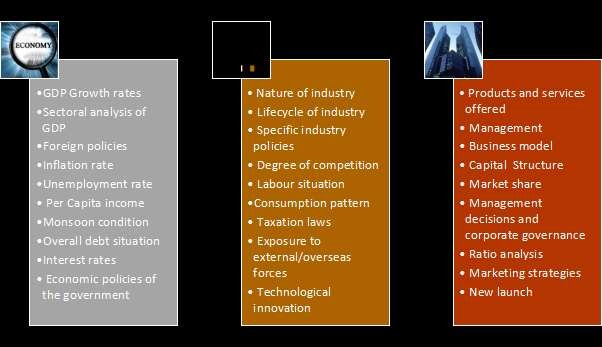 ECONOMY
•GDP Growth rates
•Sectoral analysis of
GDP
•Foreign policies
•Inflation rate
•Unemployment rate
• Per Capita income
•Monsoon condition
•Overall debt situation
•Interest rates
• Economic policies of
the government
• Nature of industry
• Lifecycle of industry
• Specific industry
policies
• Degree of competition
• Labour situation
•Consumption pattern
• Taxation laws
• Exposure to
external/overseas
forces
• Technological
innovation
• Products and services
offered
• Management
• Business model
• Capital Structure
• Market share
• Management
decisions and
corporate governance
• Ratio analysis
• Marketing strategies
• New launch